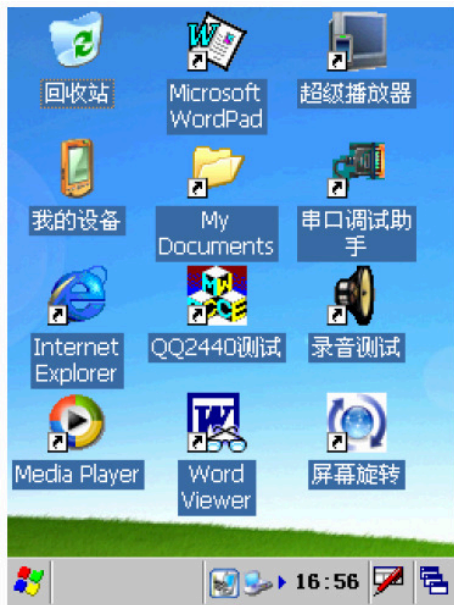 回收站
Microsoft
WordPad
超级播放器
我的设备
My
Documents
串口调试助
手
Internet
Explorer
QQ2440测试
录音测试
Media Player
Word
Viewer
屏幕旋转
16:56